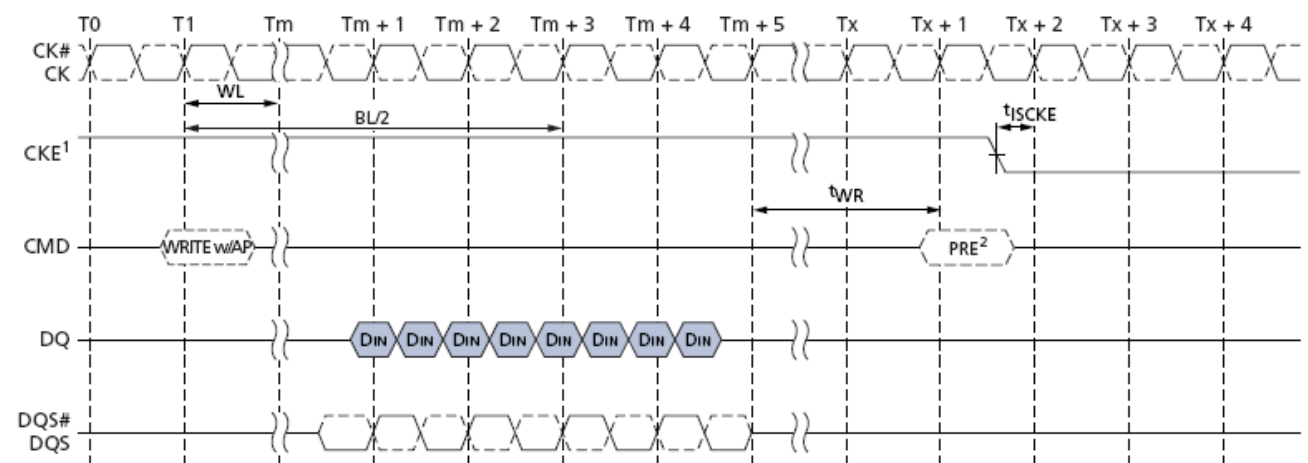 T0 T1 Tm Tm + 1 Tm + 2 Tm + 3 Tm + 4 Tm + 5 Tx Tx + 1 Tx + 2 Tx + 3 Tx + 4
CK#
CK
WL
BL/2
tISCKE
CKE1
tWR
CMD WRITE w/AP PRE2
DQ DIN DIN DIN DIN DIN DIN DIN DIN
DQS#
DQS